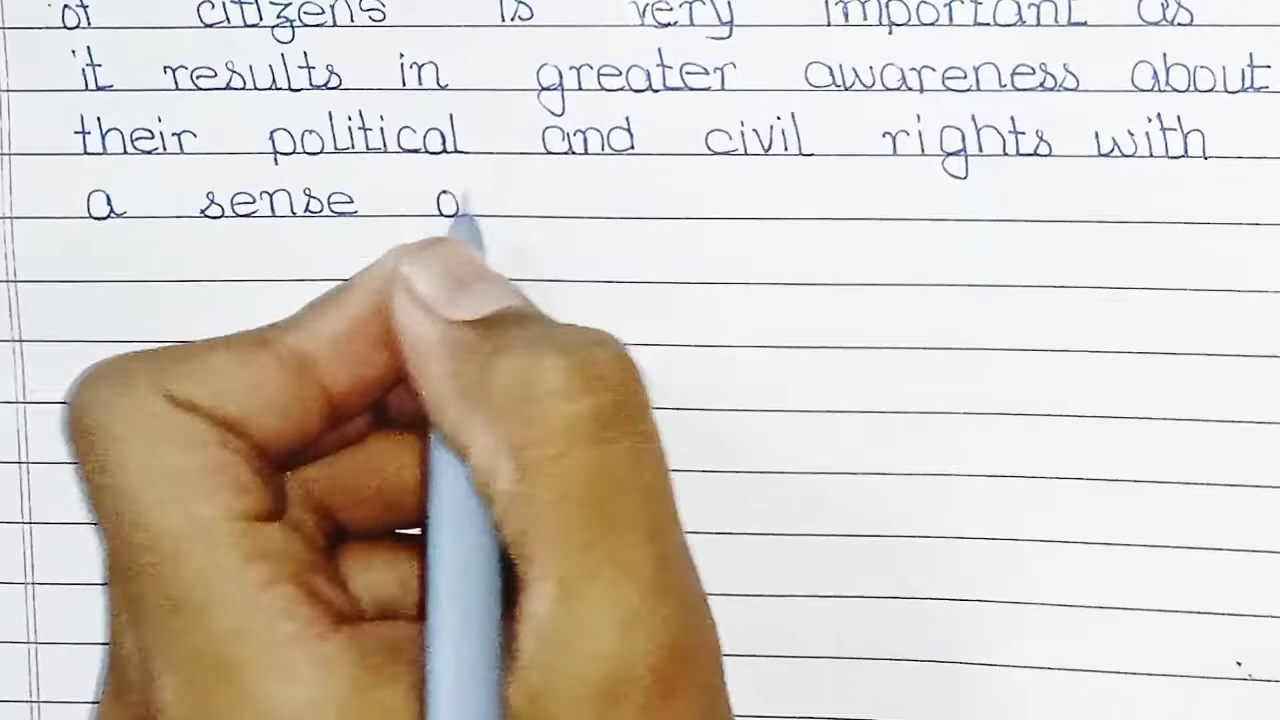 of citizens is very important as
it results in greater awareness about
their political and civil rights with
a sense o